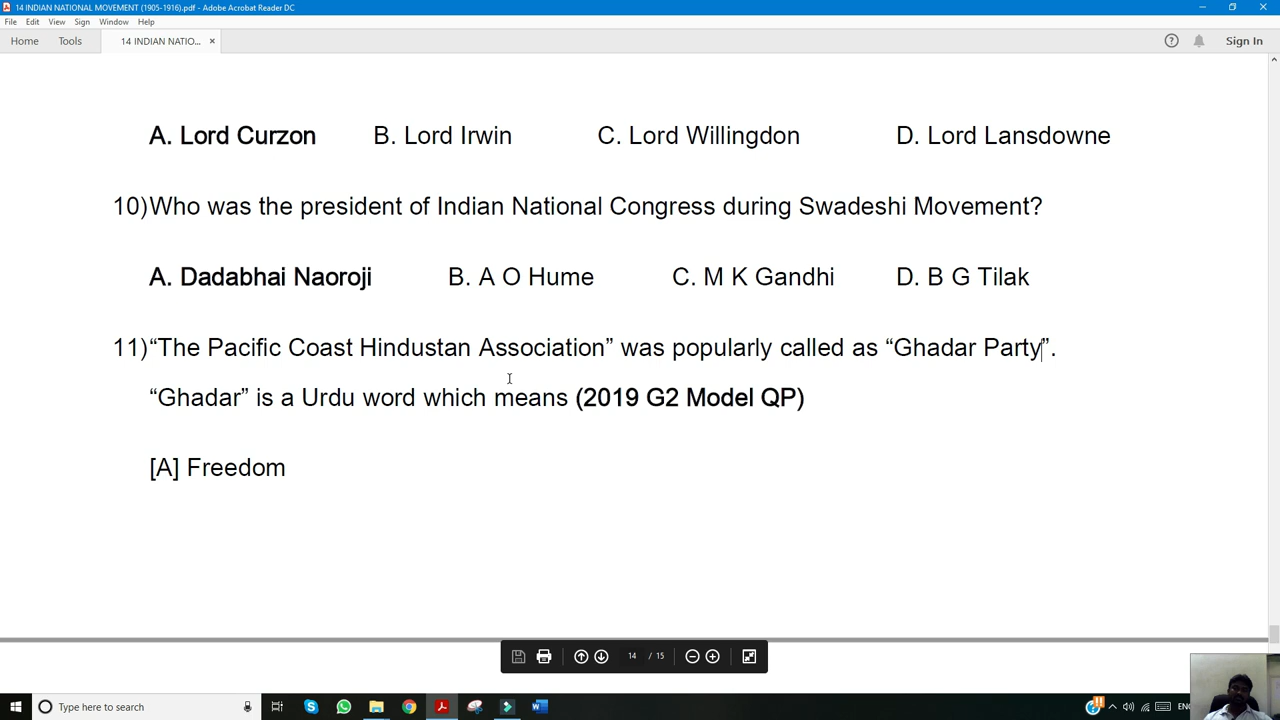 14 INDIAN NATIONAL MOVEMENT (1905-1916).pdf - Adobe Acrobat Reader DC
File Edit View Sign Window Help
Home Tools 14 INDIAN NATIO... × Sign In
A. Lord Curzon B. Lord Irwin C. Lord Willingdon D. Lord Lansdowne
10)Who was the president of Indian National Congress during Swadeshi Movement?
A. Dadabhai Naoroji B. A O Hume C. M K Gandhi D. B G Tilak
11)“The Pacific Coast Hindustan Association” was popularly called as “Ghadar Party”.
“Ghadar” is a Urdu word which means (2019 G2 Model QP)
[A] Freedom
14 / 15
Type here to search